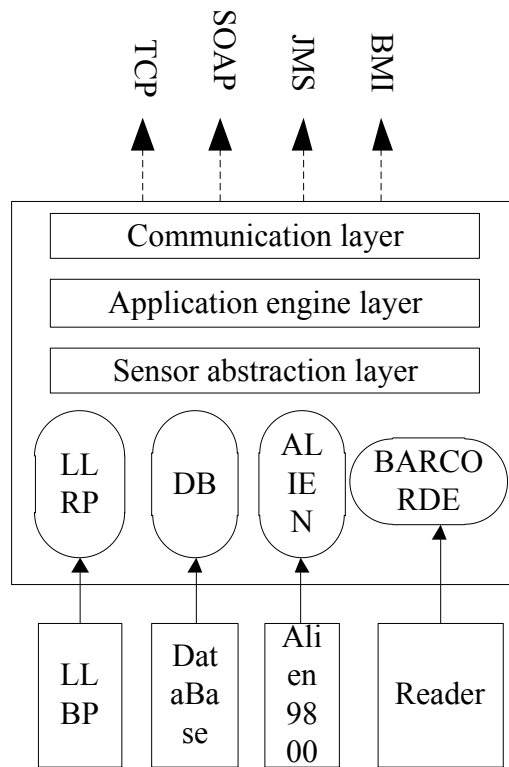 TCP
SOAP
JMS
BMI
Communication layer
Application engine layer
Sensor abstraction layer
LL
RP
DB
AL
IE
N
BARCO
RDE
LL
BP
Dat
aBa
se
Ali
en
98
00
Reader